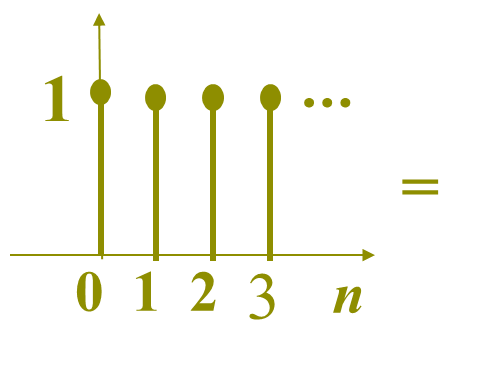 1 ...
=
0 1 2 3 n